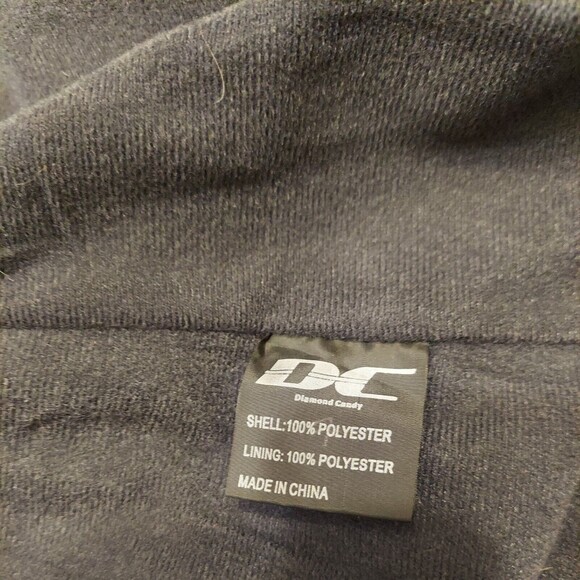 DC
Diamond Candy
SHELL:100% POLYESTER
LINING: 100% POLYESTER
MADE IN CHINA